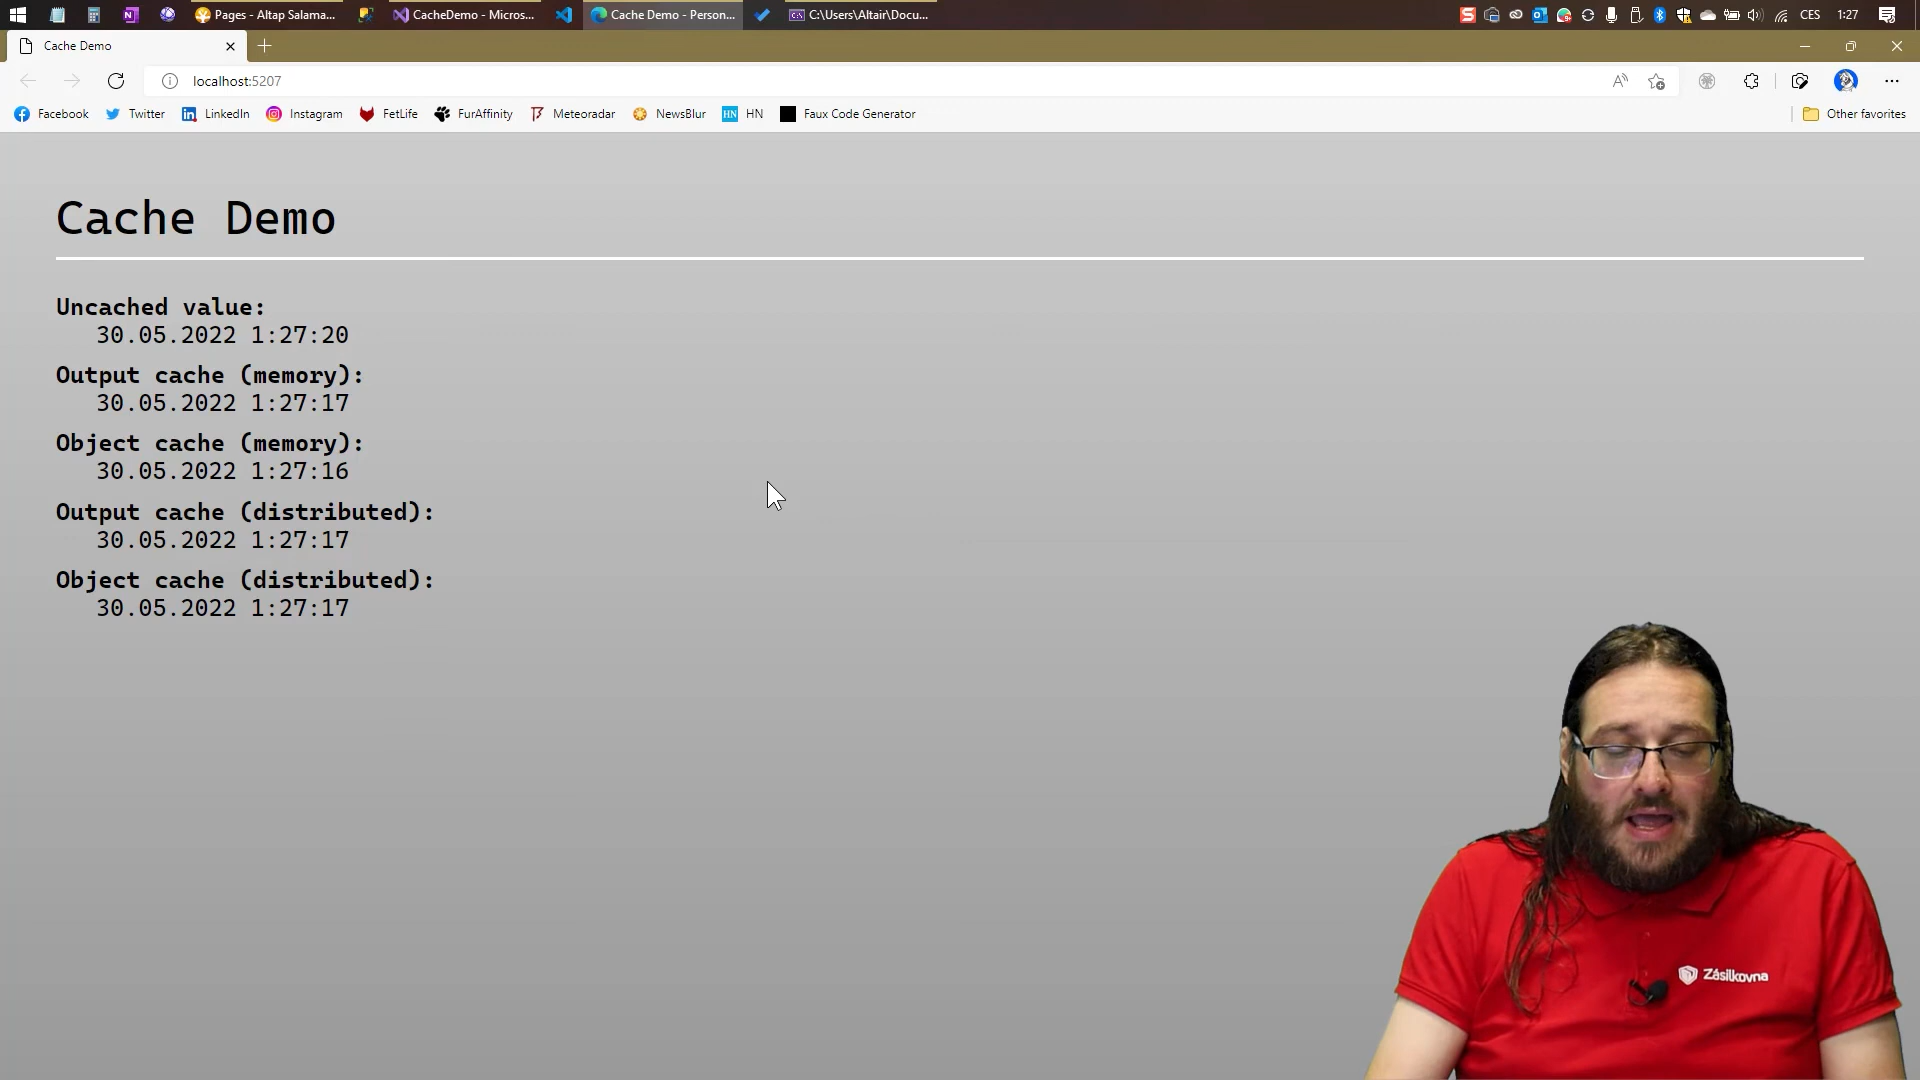 Pages - Altap Salama...
CacheDemo - Micros...
Cache Demo - Person...
C:\Users\Altair\Docu...
CES
1:27
Cache Demo
localhost:5207
Facebook
Twitter
LinkedIn
Instagram
FetLife
FurAffinity
Meteoradar
NewsBlur
HN HN
Faux Code Generator
Other favorites
Cache Demo
Uncached value:
30.05.2022 1:27:20
Output cache (memory):
30.05.2022 1:27:17
Object cache (memory):
30.05.2022 1:27:16
Output cache (distributed):
30.05.2022 1:27:17
Object cache (distributed):
30.05.2022 1:27:17
Zásilkovna